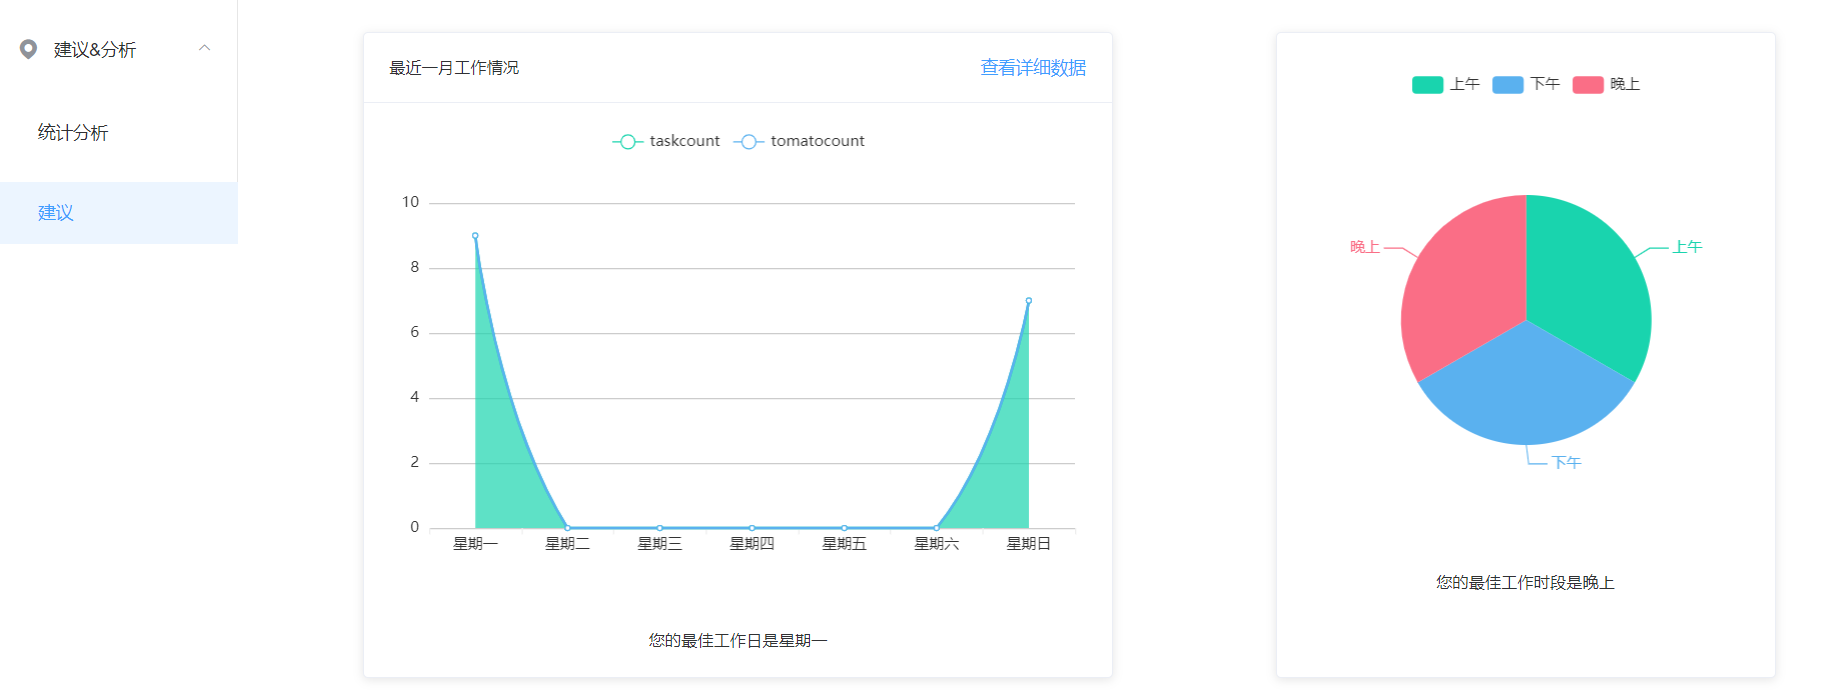 建议&分析
统计分析
建议
最近一月工作情况 查看详细数据
taskcount tomatocount
10
8
6
4
2
0
星期一 星期二 星期三 星期四 星期五 星期六 星期日
您的最佳工作日是星期一
上午 下午 晚上
晚上 上午
下午
您的最佳工作时段是晚上